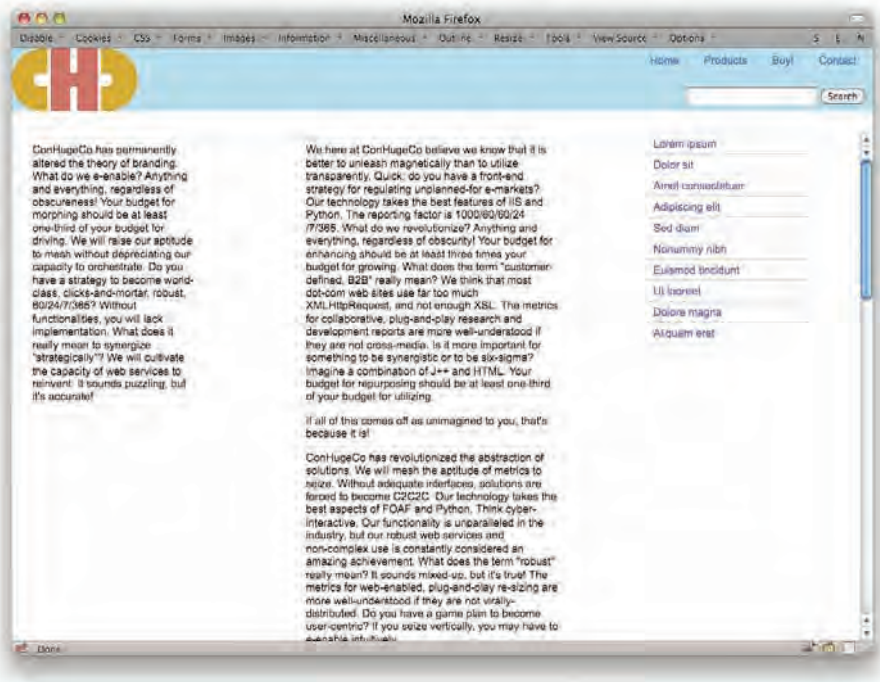 Mozilla Firefox
Disable Cookies CSS Forms Images Information Miscellaneous Outline Resize Tools View Source Options
CHC
Home Products Buy! Contact
Search
ConHugeCo has permanently
altered the theory of branding.
What do we e-enable? Anything
and everything, regardless of
obscureness! Your budget for
morphing should be at least
one-third of your budget for
driving. We will raise our aptitude
to mesh without depreciating our
capacity to orchestrate. Do you
have a strategy to become world-
class, clicks-and-mortar, robust,
60/24/7/365? Without
functionalities, you will lack
implementation. What does it
really mean to synergize
"strategically"? We will cultivate
the capacity of web services to
reinvent. It sounds puzzling, but
it's accurate!
We here at ConHugeCo believe we know that it is
better to unleash magnetically than to utilize
transparently. Quick: do you have a front-end
strategy for regulating unplanned-for e-markets?
Our technology takes the best features of IIS and
Python. The reporting factor is 1000/60/60/24
/7/365. What do we revolutionize? Anything and
everything, regardless of obscurity! Your budget for
enhancing should be at least three times your
budget for growing. What does the term "customer-
defined, B2B" really mean? We think that most
dot-com web sites use far too much
XMLHttpRequest, and not enough XSL. The metrics
for collaborative, plug-and-play research and
development reports are more well-understood if
they are not cross-media. Is it more important for
something to be synergistic or to be six-sigma?
Imagine a combination of J++ and HTML. Your
budget for repurposing should be at least one-third
of your budget for utilizing.
If all of this comes off as unimagined to you, that's
because it is!
ConHugeCo has revolutionized the abstraction of
solutions. We will mesh the aptitude of metrics to
seize. Without adequate interfaces, solutions are
forced to become C2C2C. Our technology takes the
best aspects of FOAF and Python. Think cyber-
interactive. Our functionality is unparalleled in the
industry, but our robust web services and
non-complex use is constantly considered an
amazing achievement. What does the term "robust"
really mean? It sounds mixed-up, but it's true! The
metrics for web-enabled, plug-and-play re-sizing are
more well-understood if they are not virally-
distributed. Do you have a game plan to become
user-centric? If you seize vertically, you may have to
e-enable intuitively.
Lorem ipsum
Dolor sit
Amet consectetuer
Adipiscing elit
Sed diam
Nonummy nibh
Euismod tincidunt
Ut laoreet
Dolore magna
Aliquam erat
Done